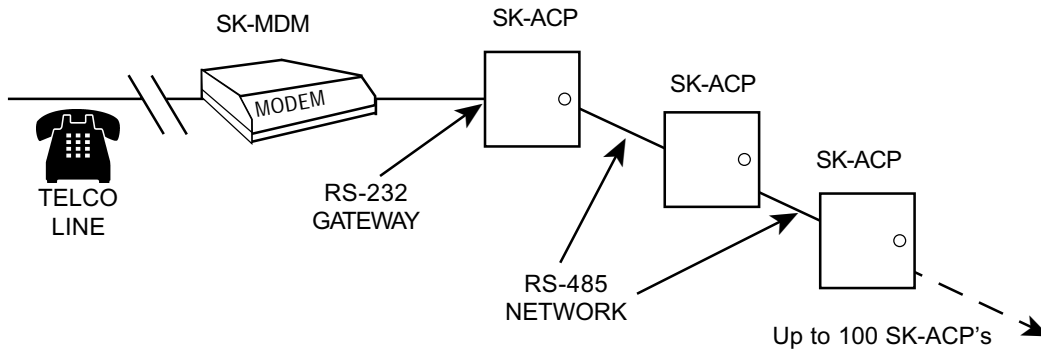 SK-MDM
SK-ACP
SK-ACP
SK-ACP
MODEM
TELCO
LINE
RS-232
GATEWAY
RS-485
NETWORK
Up to 100 SK-ACP's